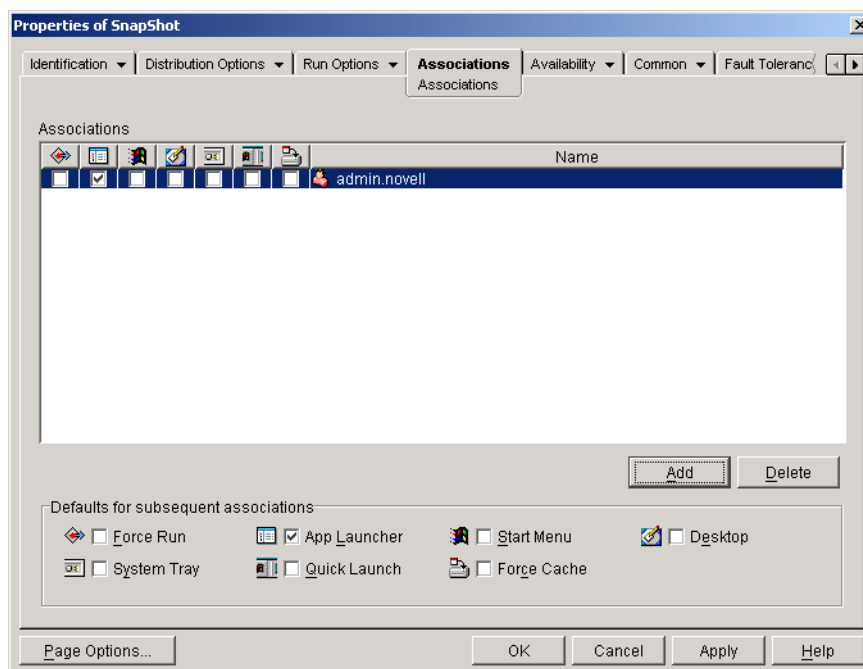 Properties of SnapShot
Identification Distribution Options Run Options Associations Availability Common Fault Toleranc
Associations
Associations
Name
admin.novell
Add Delete
Defaults for subsequent associations
Force Run App Launcher Start Menu Desktop
System Tray Quick Launch Force Cache
Page Options... OK Cancel Apply Help